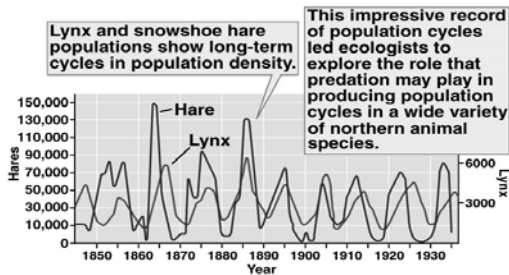 Lynx and snowshoe hare
populations show long-term
cycles in population density.
This impressive record
of population cycles
led ecologists to
explore the role that
predation may play in
producing population
cycles in a wide variety
of northern animal
species.
150,000
130,000
110,000
90,000
70,000
50,000
30,000
10,000
0
Hares
Hare
Lynx
6000
3000
Lynx
1850 1860 1870 1880 1890 1900 1910 1920 1930
Year